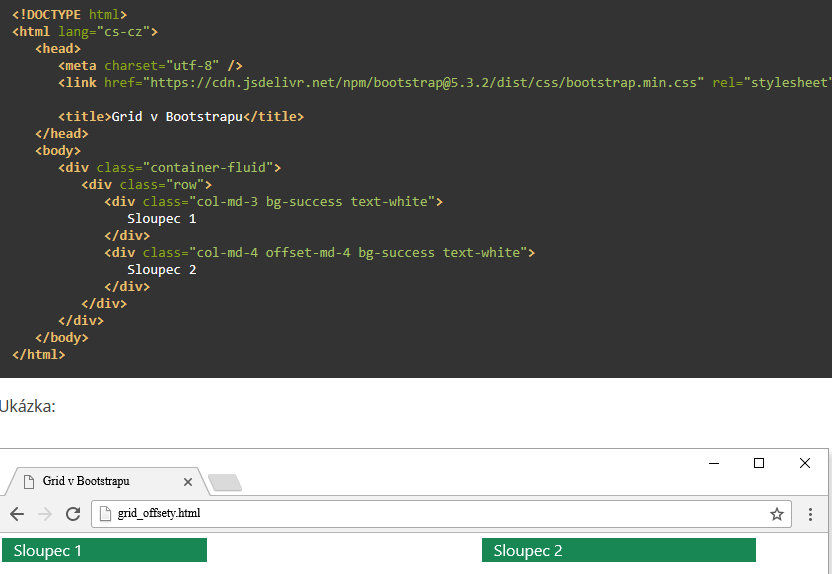 <!DOCTYPE html>
<html lang="cs-cz">
<head>
<meta charset="utf-8" />
<link href="https://cdn.jsdelivr.net/npm/bootstrap@5.3.2/dist/css/bootstrap.min.css" rel="stylesheet"
<title>Grid v Bootstrapu</title>
</head>
<body>
<div class="container-fluid">
<div class="row">
<div class="col-md-3 bg-success text-white">
Sloupec 1
</div>
<div class="col-md-4 offset-md-4 bg-success text-white">
Sloupec 2
</div>
</div>
</div>
</body>
</html>
Ukázka:
Grid v Bootstrapu
grid_offsety.html
Sloupec 1 Sloupec 2